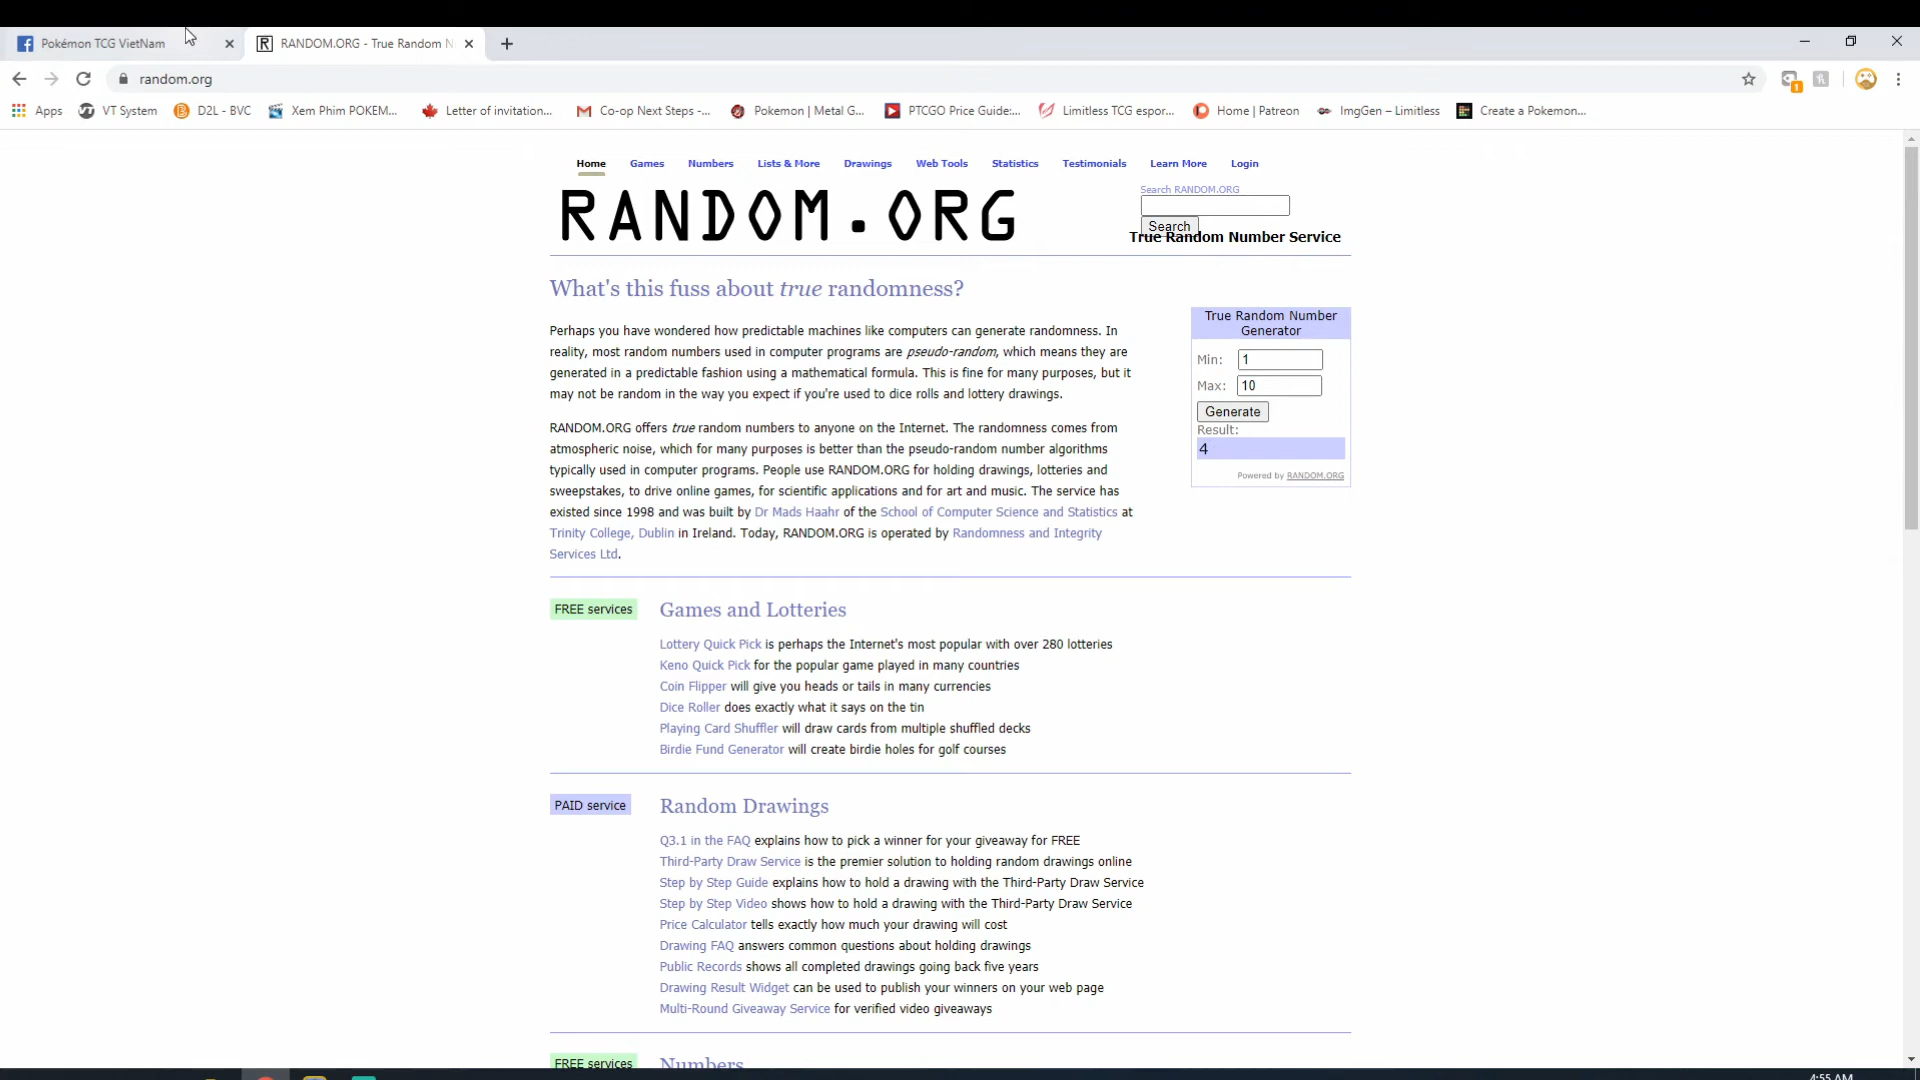 Pokémon TCG VietNam
RANDOM.ORG - True Random N
random.org
Apps VT System D2L - BVC Xem Phim POKEM... Letter of invitation... Co-op Next Steps -... Pokemon | Metal G... PTCGO Price Guide:... Limitless TCG espor... Home | Patreon ImgGen – Limitless Create a Pokemon...
Home Games Numbers Lists & More Drawings Web Tools Statistics Testimonials Learn More Login
RANDOM.ORG
Search RANDOM.ORG
Search
True Random Number Service
What's this fuss about true randomness?
Perhaps you have wondered how predictable machines like computers can generate randomness. In
reality, most random numbers used in computer programs are pseudo-random, which means they are
generated in a predictable fashion using a mathematical formula. This is fine for many purposes, but it
may not be random in the way you expect if you're used to dice rolls and lottery drawings.
RANDOM.ORG offers true random numbers to anyone on the Internet. The randomness comes from
atmospheric noise, which for many purposes is better than the pseudo-random number algorithms
typically used in computer programs. People use RANDOM.ORG for holding drawings, lotteries and
sweepstakes, to drive online games, for scientific applications and for art and music. The service has
existed since 1998 and was built by Dr Mads Haahr of the School of Computer Science and Statistics at
Trinity College, Dublin in Ireland. Today, RANDOM.ORG is operated by Randomness and Integrity
Services Ltd.
True Random Number
Generator
Min: 1
Max: 10
Generate
Result:
4
Powered by RANDOM.ORG
FREE services
Games and Lotteries
Lottery Quick Pick is perhaps the Internet's most popular with over 280 lotteries
Keno Quick Pick for the popular game played in many countries
Coin Flipper will give you heads or tails in many currencies
Dice Roller does exactly what it says on the tin
Playing Card Shuffler will draw cards from multiple shuffled decks
Birdie Fund Generator will create birdie holes for golf courses
PAID service
Random Drawings
Q3.1 in the FAQ explains how to pick a winner for your giveaway for FREE
Third-Party Draw Service is the premier solution to holding random drawings online
Step by Step Guide explains how to hold a drawing with the Third-Party Draw Service
Step by Step Video shows how to hold a drawing with the Third-Party Draw Service
Price Calculator tells exactly how much your drawing will cost
Drawing FAQ answers common questions about holding drawings
Public Records shows all completed drawings going back five years
Drawing Result Widget can be used to publish your winners on your web page
Multi-Round Giveaway Service for verified video giveaways
FREE services
Numbers
4:55 AM